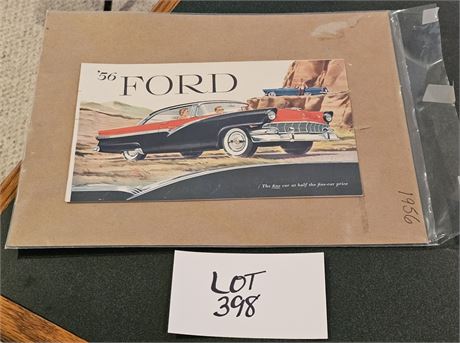 '56 FORD
The fine car at half the fine-car price
1956
LOT
398